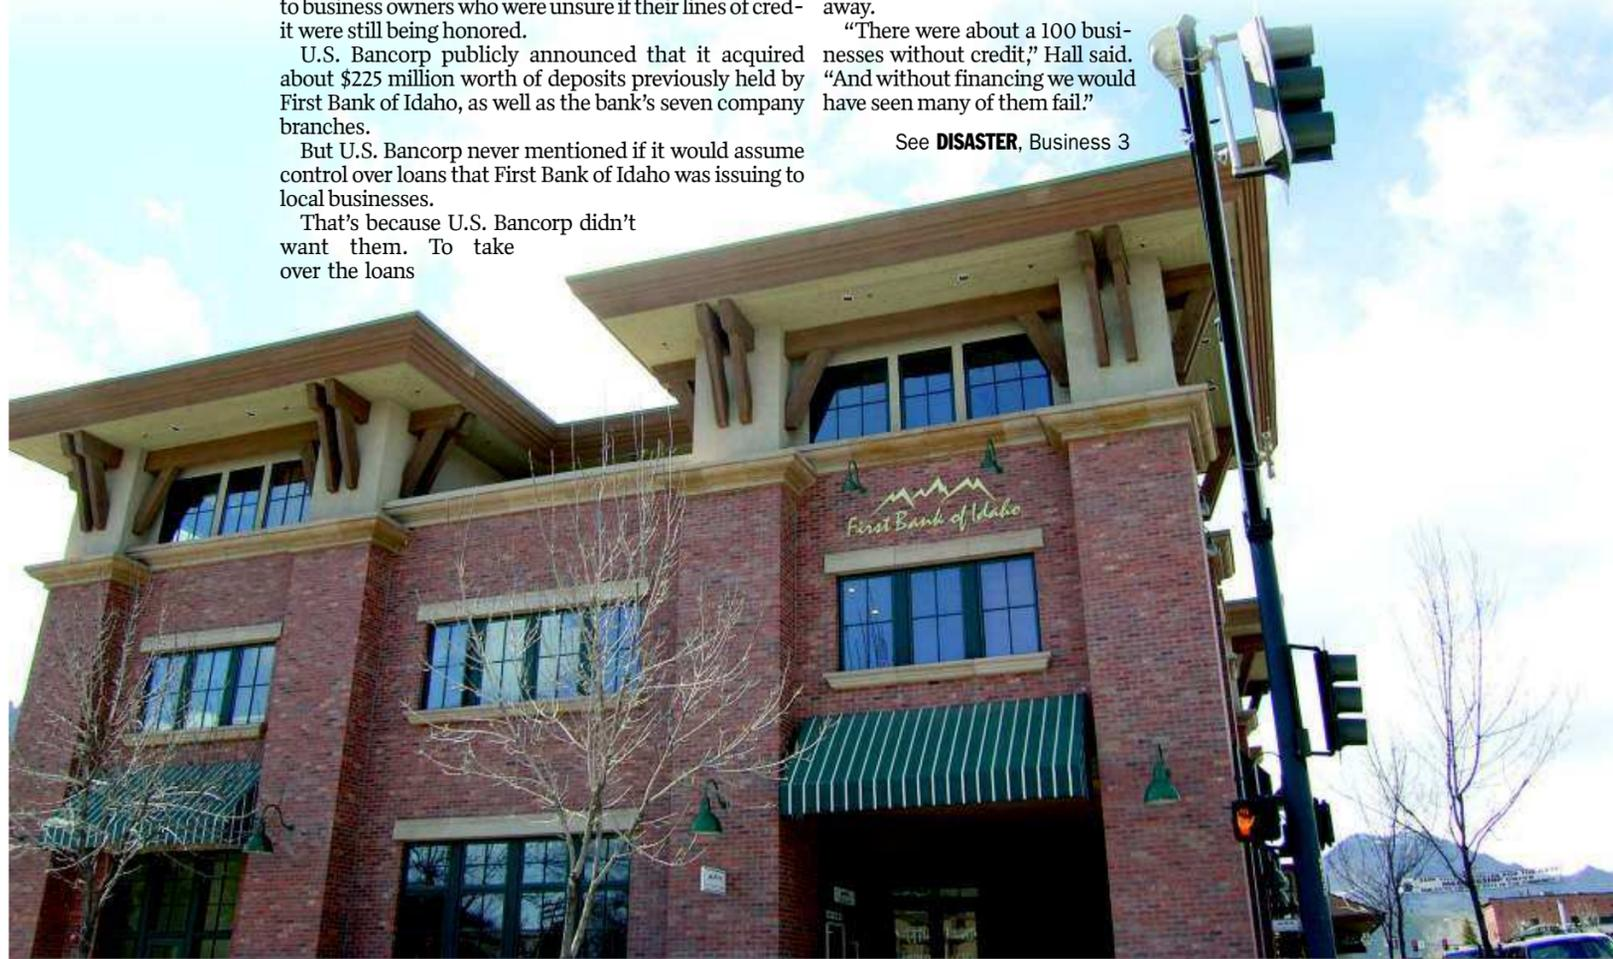 to business owners who were unsure if their lines of cred-
it were still being honored.
U.S. Bancorp publicly announced that it acquired
about $225 million worth of deposits previously held by
First Bank of Idaho, as well as the bank's seven company
branches.
But U.S. Bancorp never mentioned if it would assume
control over loans that First Bank of Idaho was issuing to
local businesses.
That's because U.S. Bancorp didn't
want them. To take
over the loans
away.
“There were about a 100 busi-
nesses without credit,” Hall said.
“And without financing we would
have seen many of them fail.”
See DISASTER, Business 3
First Bank of Idaho